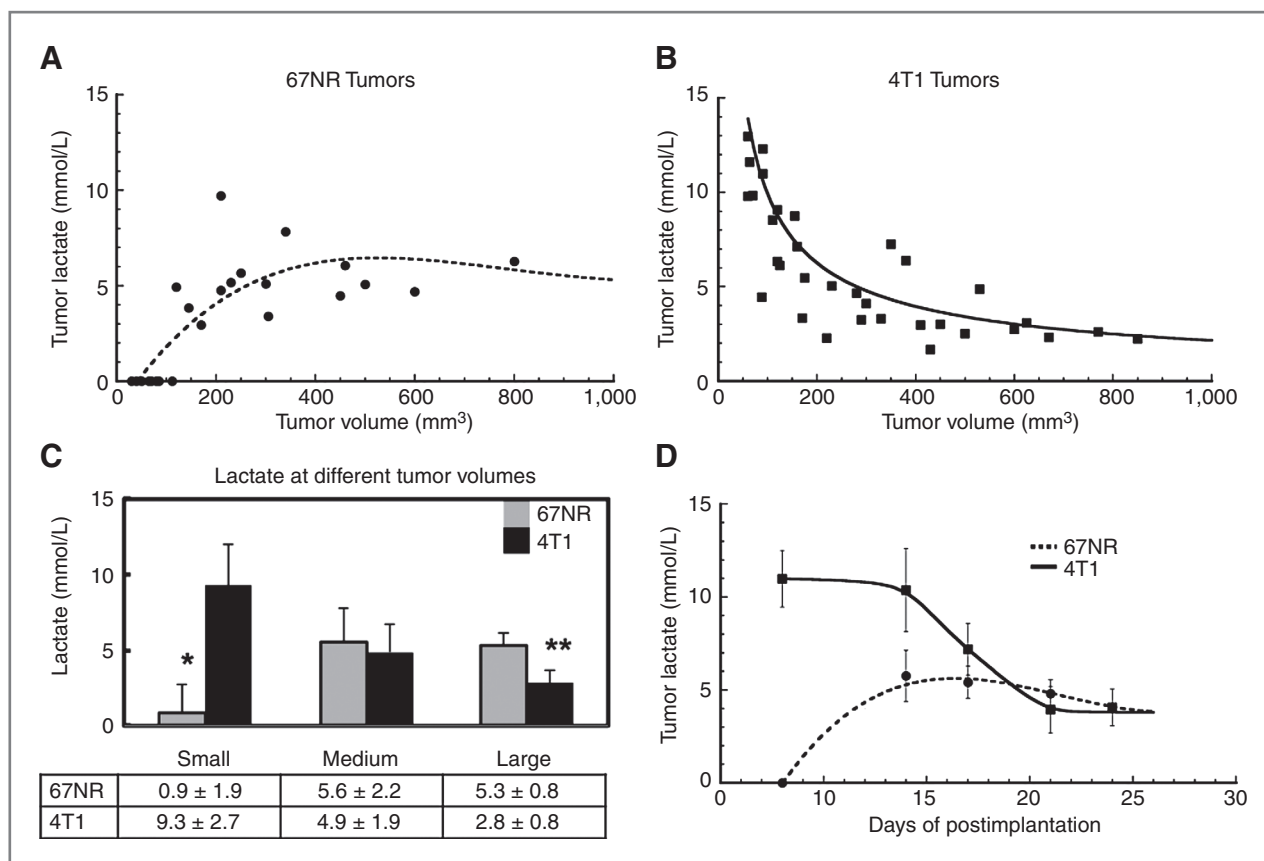 A
67NR Tumors
Tumor lactate (mmol/L)
15
10
5
0
0 200 400 600 800 1,000
Tumor volume (mm³)
B
4T1 Tumors
Tumor lactate (mmol/L)
15
10
5
0
0 200 400 600 800 1,000
Tumor volume (mm³)
C
Lactate at different tumor volumes
Lactate (mmol/L)
15
10
5
0
67NR
4T1
*
**
Small Medium Large
67NR 0.9 ± 1.9 5.6 ± 2.2 5.3 ± 0.8
4T1 9.3 ± 2.7 4.9 ± 1.9 2.8 ± 0.8
D
Tumor lactate (mmol/L)
15
10
5
0
67NR
4T1
0 10 15 20 25 30
Days of postimplantation